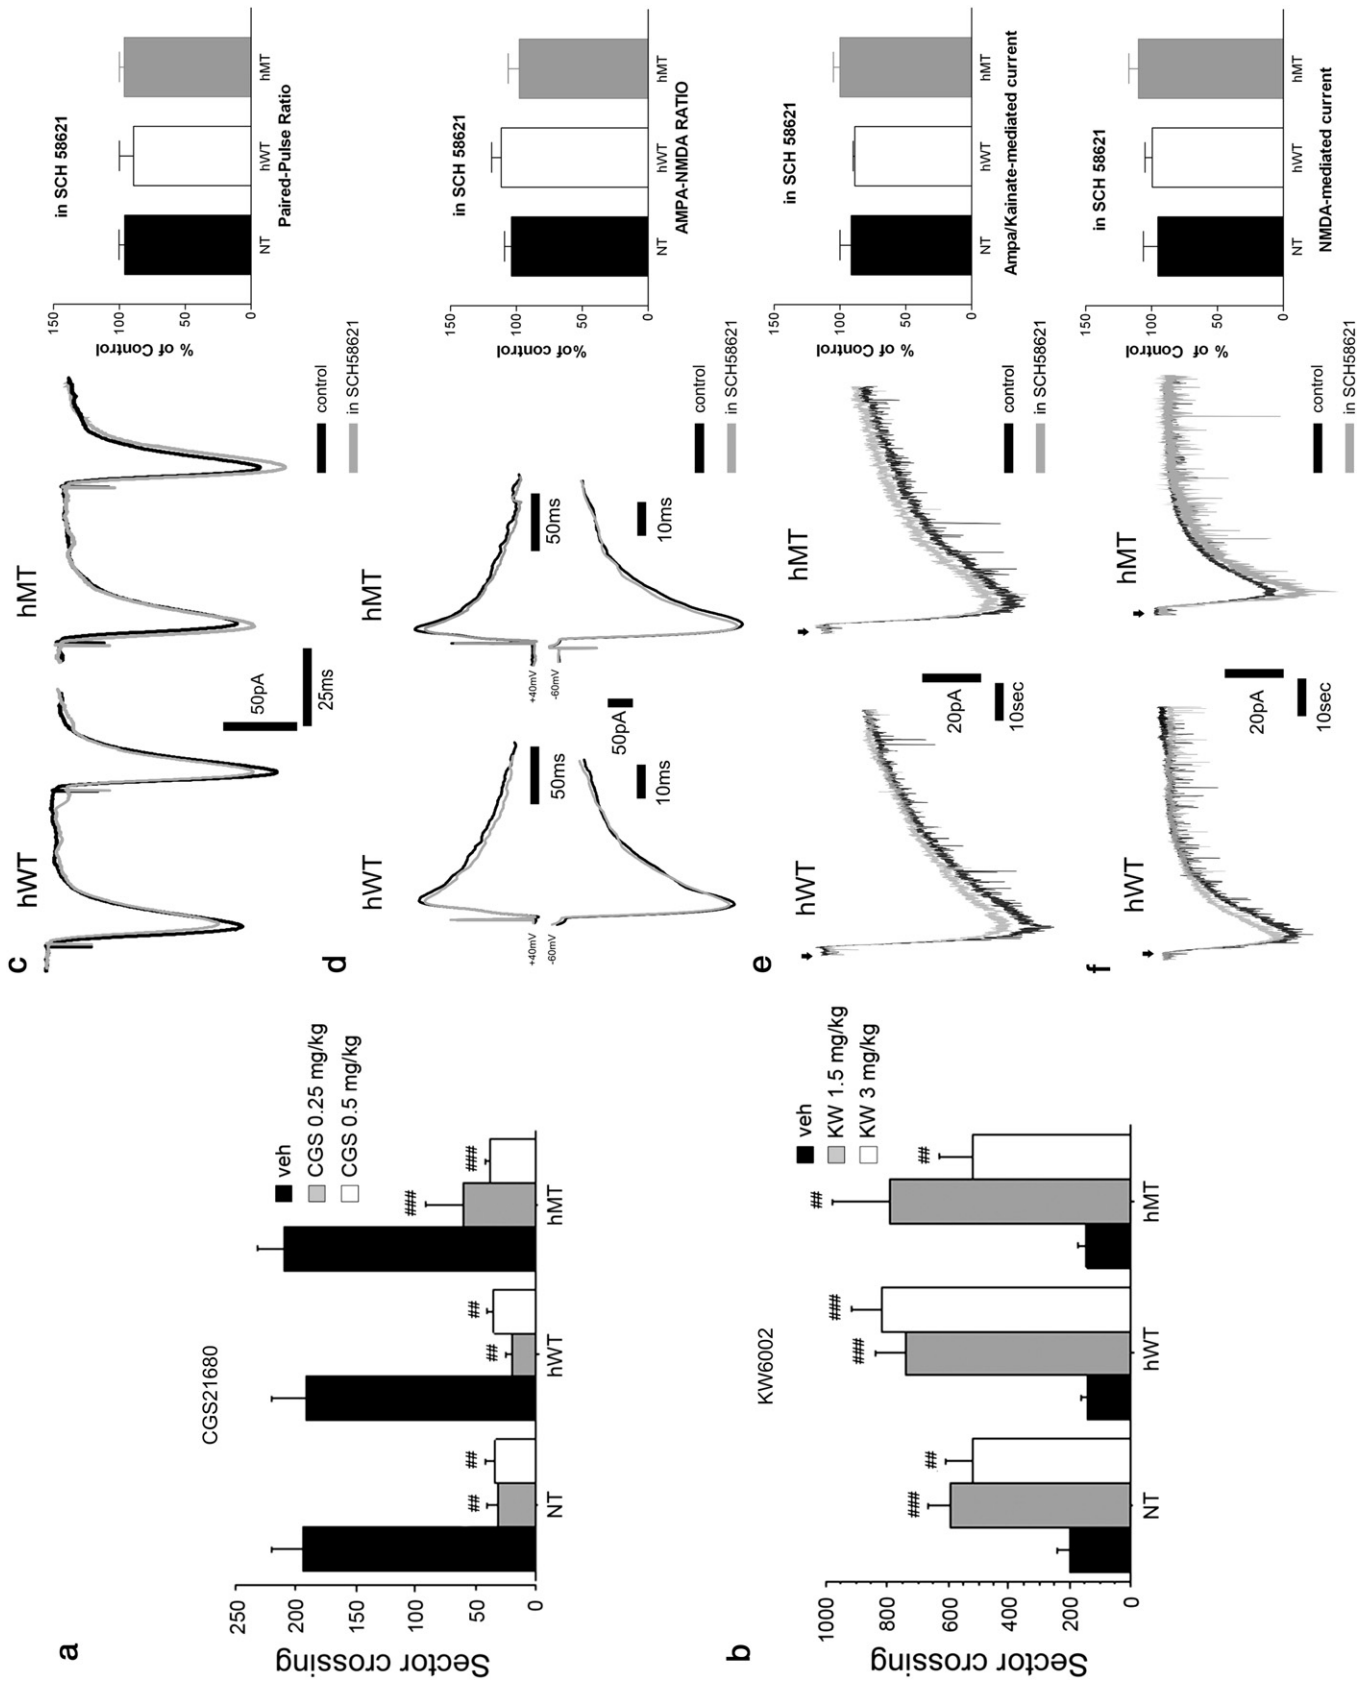 a
CGS21680
veh
CGS 0.25 mg/kg
CGS 0.5 mg/kg
Sector crossing
250
200
150
100
50
0
##
##
##
##
###
###
NT
hWT
hMT
b
KW6002
veh
KW 1.5 mg/kg
KW 3 mg/kg
Sector crossing
1000
800
600
400
200
0
###
##
###
###
##
##
NT
hWT
hMT
c
hWT
hMT
50pA
25ms
control
in SCH58621
in SCH 58621
% of Control
150
100
50
0
NT
hWT
hMT
Paired-Pulse Ratio
d
hWT
hMT
+40mV
-60mV
50ms
10ms
50pA
+40mV
-60mV
50ms
10ms
control
in SCH58621
in SCH 58621
% of control
150
100
50
0
NT
hWT
hMT
AMPA-NMDA RATIO
e
hWT
hMT
20pA
10sec
control
in SCH58621
in SCH 58621
% of Control
150
100
50
0
NT
hWT
hMT
Ampa/Kainate-mediated current
f
hWT
hMT
20pA
10sec
control
in SCH58621
in SCH 58621
% of Control
150
100
50
0
NT
hWT
hMT
NMDA-mediated current